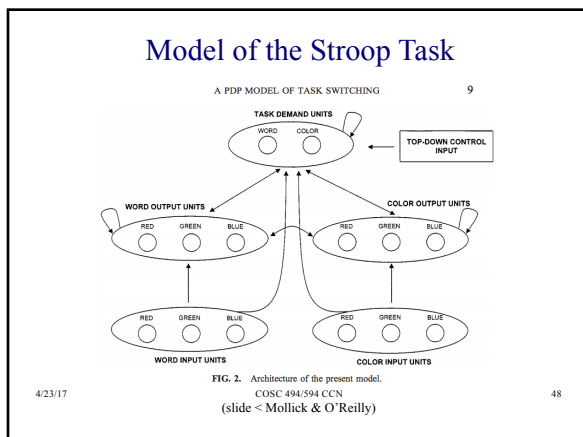 Model of the Stroop Task
A PDP MODEL OF TASK SWITCHING 9
TASK DEMAND UNITS
WORD COLOR
TOP-DOWN CONTROL
INPUT
WORD OUTPUT UNITS COLOR OUTPUT UNITS
RED GREEN BLUE RED GREEN BLUE
RED GREEN BLUE RED GREEN BLUE
WORD INPUT UNITS COLOR INPUT UNITS
FIG. 2. Architecture of the present model.
4/23/17 COSC 494/594 CCN 48
(slide < Mollick & O'Reilly)